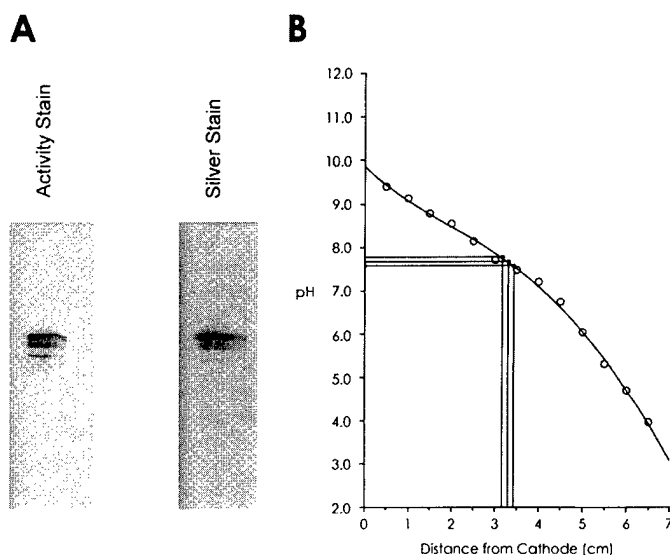 A
Activity Stain
Silver Stain
B
12.0
11.0
10.0
9.0
8.0
7.0
6.0
5.0
4.0
3.0
2.0
pH
0 1 2 3 4 5 6 7
Distance from Cathode (cm)